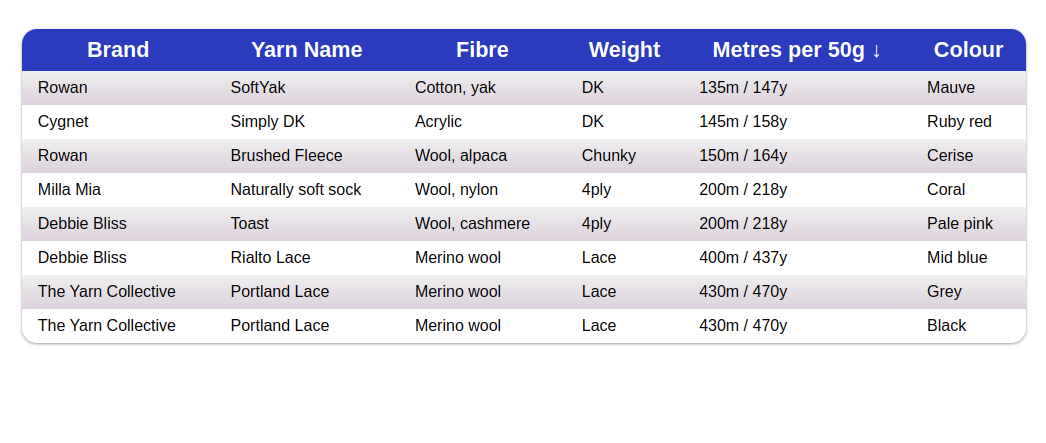 Brand Yarn Name Fibre Weight Metres per 50g ↓ Colour
Rowan SoftYak Cotton, yak DK 135m / 147y Mauve
Cygnet Simply DK Acrylic DK 145m / 158y Ruby red
Rowan Brushed Fleece Wool, alpaca Chunky 150m / 164y Cerise
Milla Mia Naturally soft sock Wool, nylon 4ply 200m / 218y Coral
Debbie Bliss Toast Wool, cashmere 4ply 200m / 218y Pale pink
Debbie Bliss Rialto Lace Merino wool Lace 400m / 437y Mid blue
The Yarn Collective Portland Lace Merino wool Lace 430m / 470y Grey
The Yarn Collective Portland Lace Merino wool Lace 430m / 470y Black